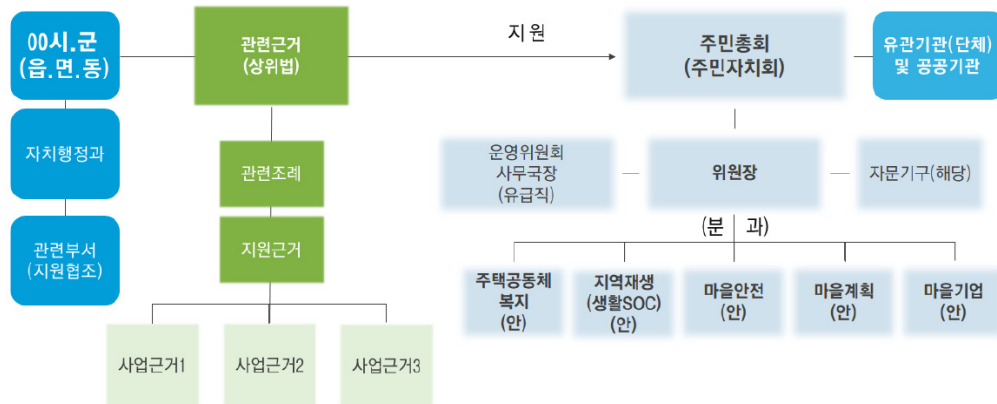 00시.군
(읍.면.동)
관련근거
(상위법)
지원
주민총회
(주민자치회)
유관기관(단체)
및 공공기관
자치행정과
관련조례
운영위원회
사무국장
(유급직)
위원장
자문기구(해당)
관련부서
(지원협조)
지원근거
(분 과)
주택공동체
복지
(안)
지역재생
(생활SOC)
(안)
마을안전
(안)
마을계획
(안)
마을기업
(안)
사업근거1
사업근거2
사업근거3